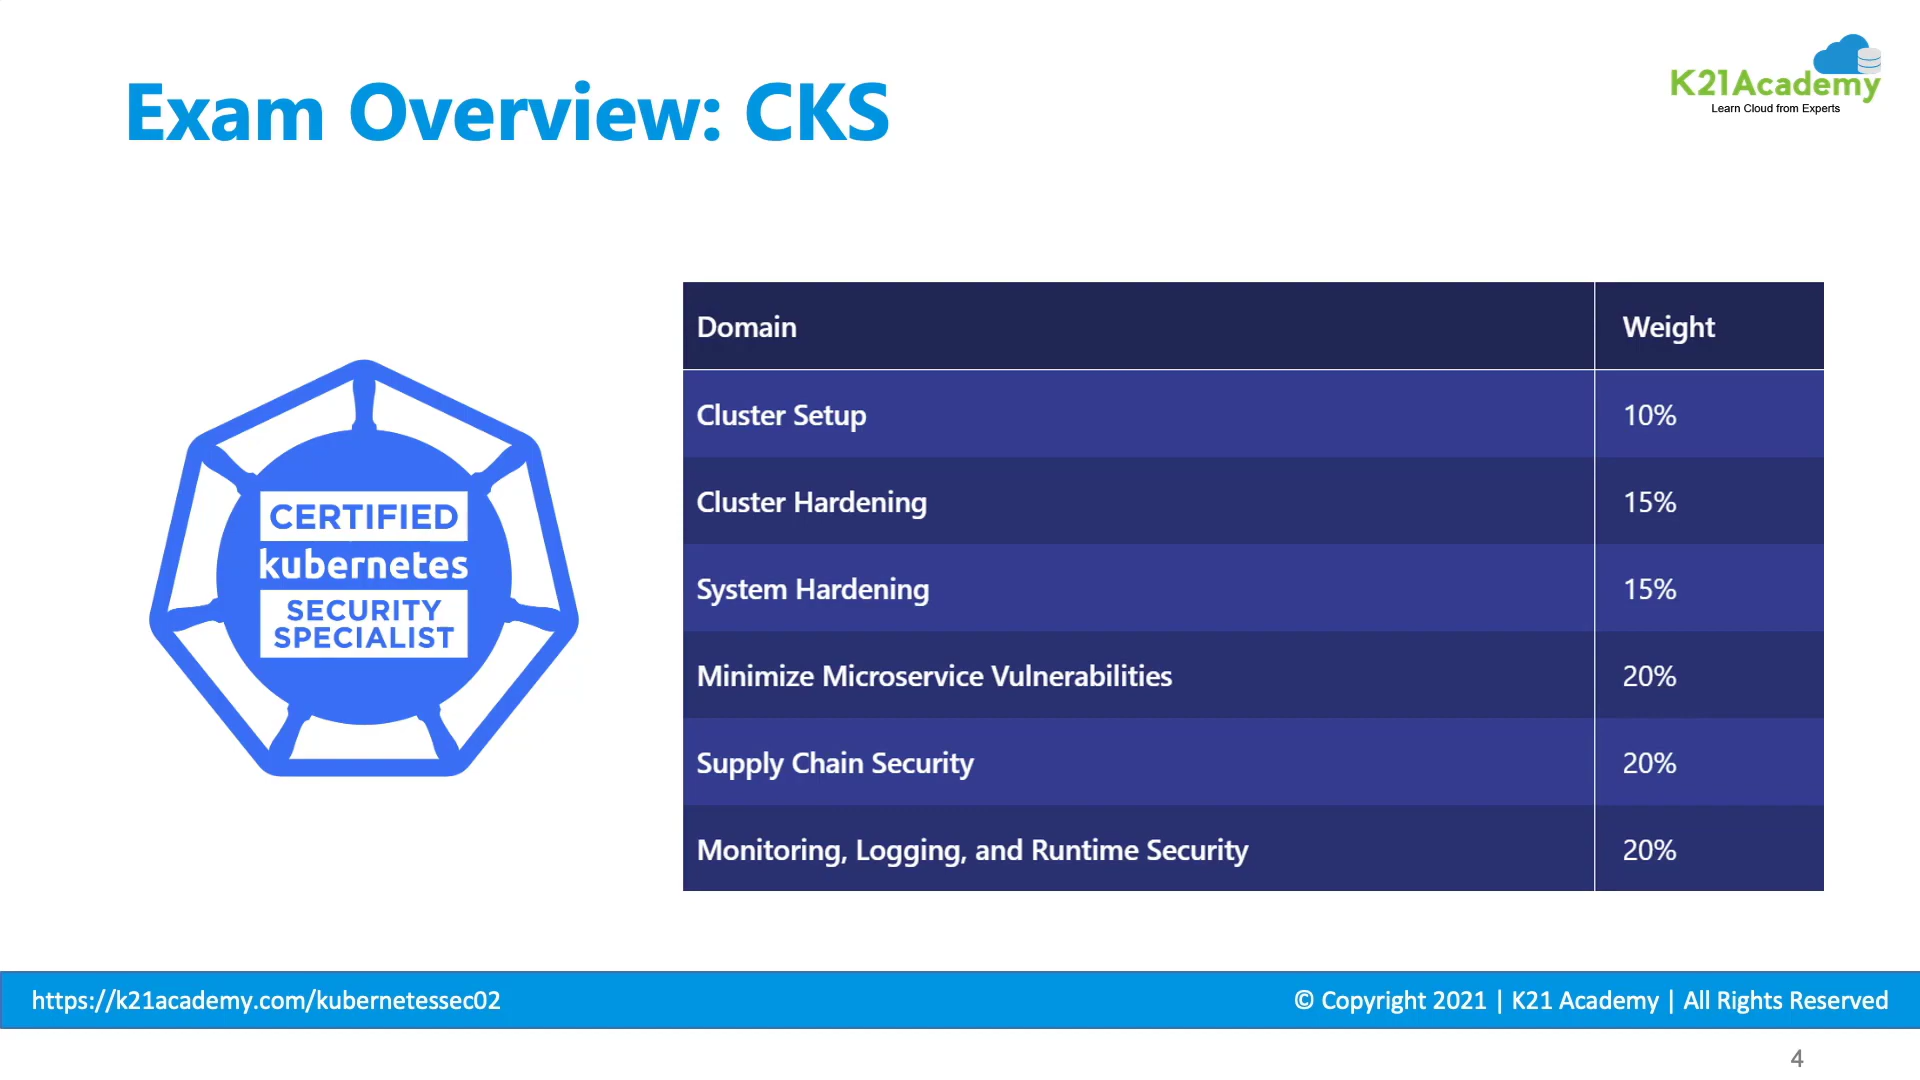 Exam Overview: CKS
K21Academy
Learn Cloud from Experts
CERTIFIED
kubernetes
SECURITY
SPECIALIST
Domain Weight
Cluster Setup 10%
Cluster Hardening 15%
System Hardening 15%
Minimize Microservice Vulnerabilities 20%
Supply Chain Security 20%
Monitoring, Logging, and Runtime Security 20%
https://k21academy.com/kubernetessec02
© Copyright 2021 | K21 Academy | All Rights Reserved
4